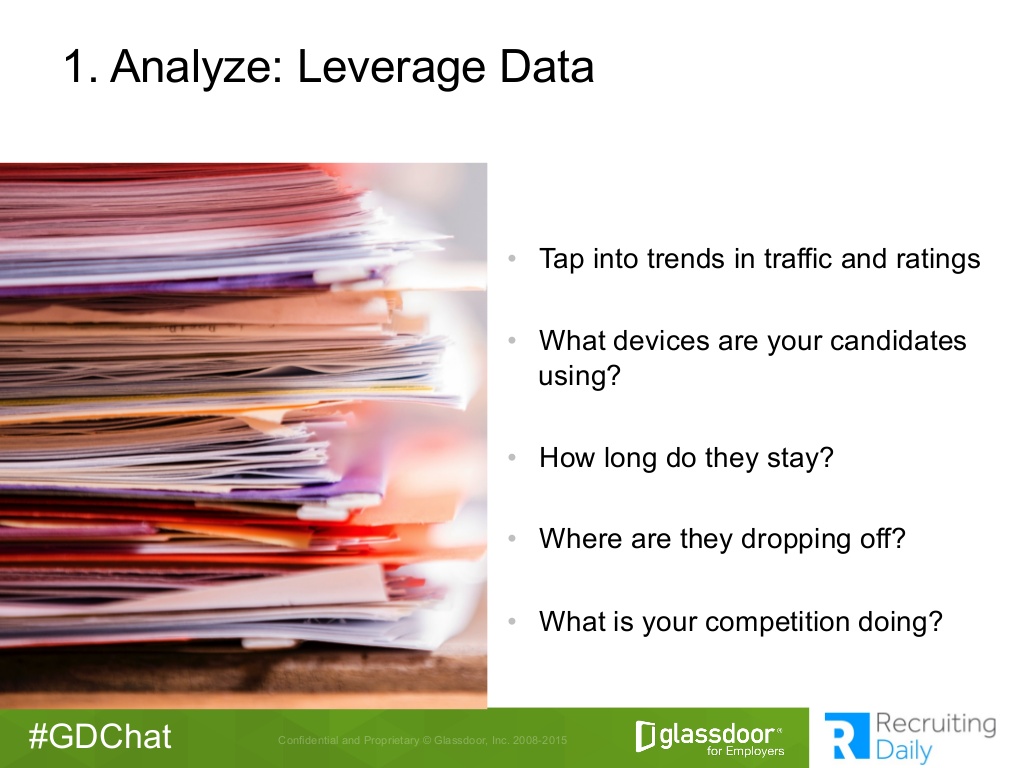 1. Analyze: Leverage Data
• Tap into trends in traffic and ratings
• What devices are your candidates
using?
• How long do they stay?
• Where are they dropping off?
• What is your competition doing?
#GDChat
Confidential and Proprietary © Glassdoor, Inc. 2008-2015
glassdoor®
for Employers
Recruiting
Daily